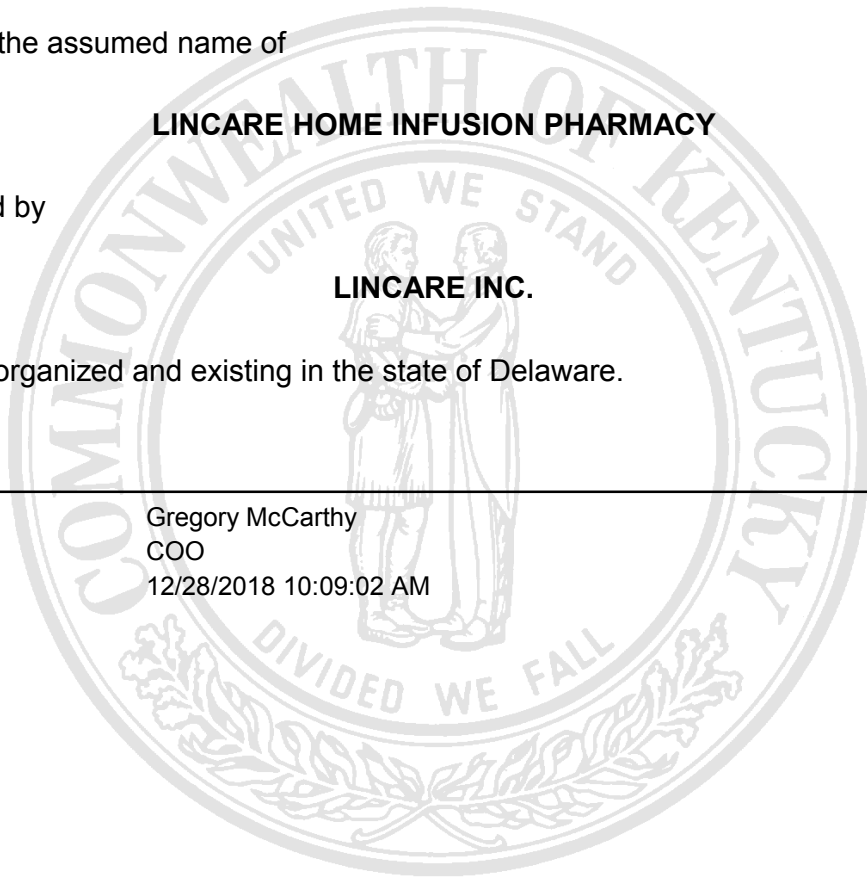 the assumed name of
LINCARE HOME INFUSION PHARMACY
d by
LINCARE INC.
organized and existing in the state of Delaware.
Gregory McCarthy
COO
12/28/2018 10:09:02 AM
COMMONWEALTH OF KENTUCKY
UNITED WE STAND
DIVIDED WE FALL